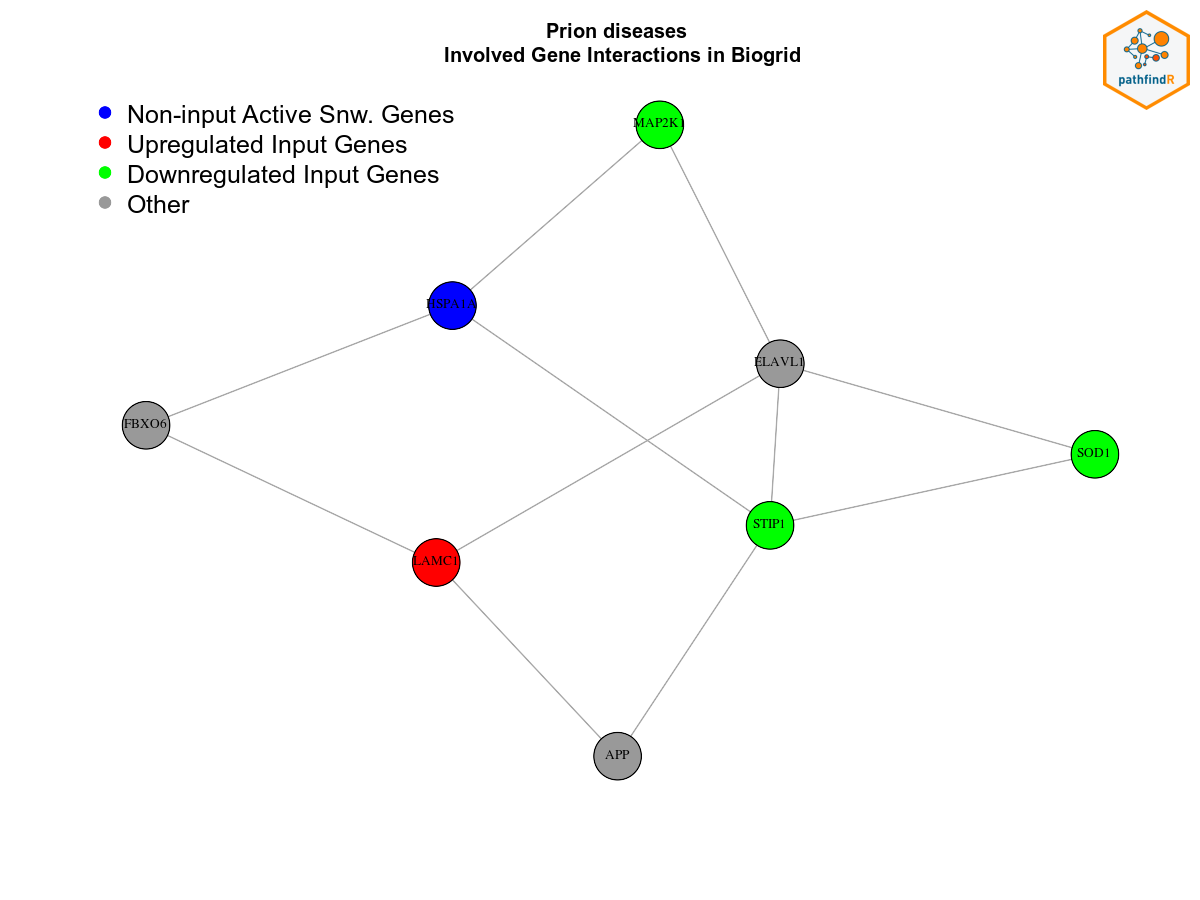 Prion diseases
Involved Gene Interactions in Biogrid
pathfindR
Non-input Active Snw. Genes
Upregulated Input Genes
Downregulated Input Genes
Other
MAP2K1
HSPA1A
ELAVL1
FBXO6
SOD1
STIP1
LAMC1
APP